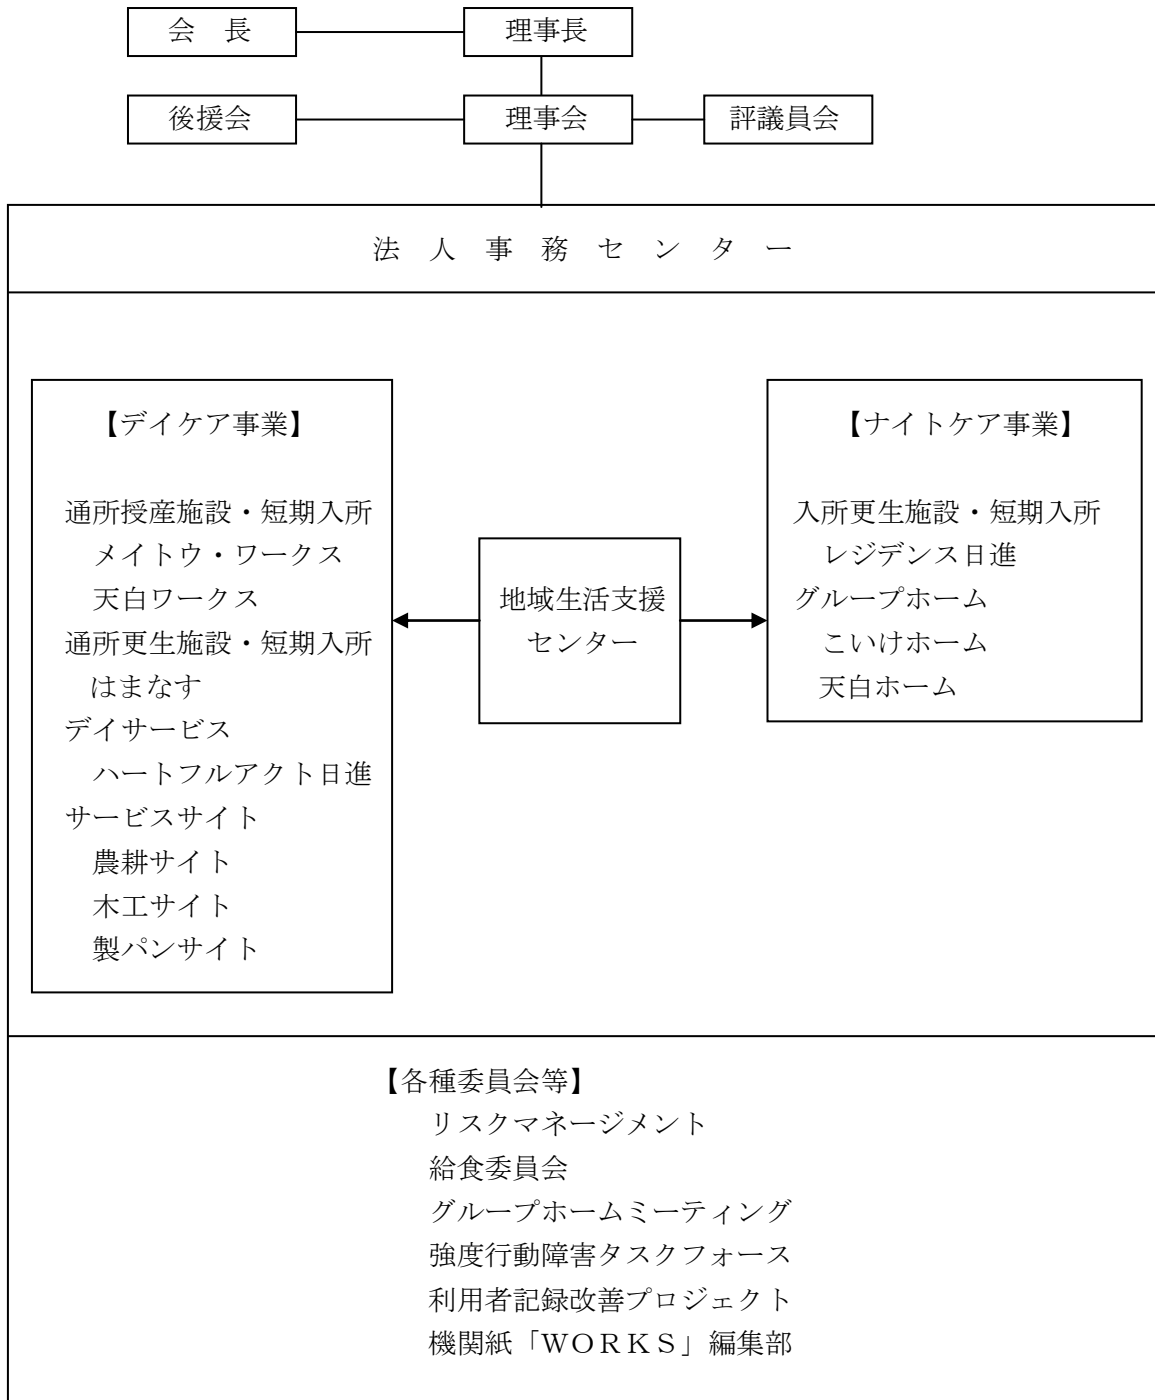 会　長
理事長
後援会
理事会
評議員会
法　人　事　務　セ　ン　タ　ー
【デイケア事業】
通所授産施設・短期入所
メイトウ・ワークス
天白ワークス
通所更生施設・短期入所
はまなす
デイサービス
ハートフルアクト日進
サービスサイト
農耕サイト
木工サイト
製パンサイト
地域生活支援
センター
【ナイトケア事業】
入所更生施設・短期入所
レジデンス日進
グループホーム
こいけホーム
天白ホーム
【各種委員会等】
リスクマネージメント
給食委員会
グループホームミーティング
強度行動障害タスクフォース
利用者記録改善プロジェクト
機関紙「ＷＯＲＫＳ」編集部